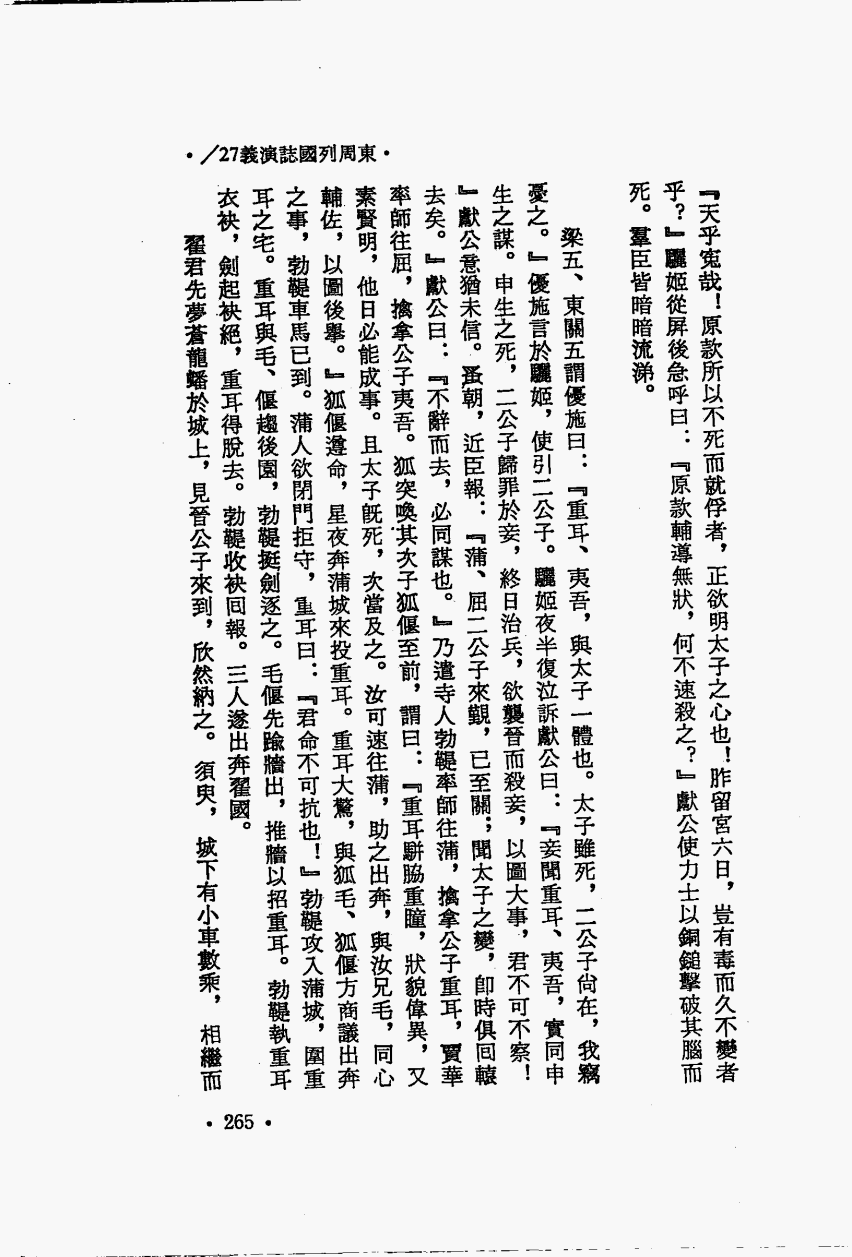 •東周列國誌演義27／•
『天乎寃哉！原款所以不死而就俘者，正欲明太子之心也！胙留宮六日，豈有毒而久不變者
乎？』驪姬從屏後急呼曰：『原款輔導無狀，何不速殺之？』獻公使力士以銅鎚擊破其腦而
死。羣臣皆暗暗流涕。
梁五、東關五謂優施曰：『重耳、夷吾，與太子一體也。太子雖死，二公子尙在，我竊
憂之。』優施言於驪姬，使引二公子。驪姬夜半復泣訴獻公曰：『妾聞重耳、夷吾，實同申
生之謀。申生之死，二公子歸罪於妾，終日治兵，欲襲晉而殺妾，以圖大事，君不可不察！
』獻公意猶未信。蚤朝，近臣報：『蒲、屈二公子來覲，已至關；聞太子之變，卽時俱囘轅
去矣。』獻公曰：『不辭而去，必同謀也。』乃遣寺人勃鞮率師往蒲，擒拿公子重耳，賈華
率師往屈，擒拿公子夷吾。狐突喚其次子狐偃至前，謂曰：『重耳駢脇重瞳，狀貌偉異，又
素賢明，他日必能成事。且太子旣死，次當及之。汝可速往蒲，助之出奔，與汝兄毛，同心
輔佐，以圖後舉。』狐偃遵命，星夜奔蒲城來投重耳。重耳大驚，與狐毛、狐偃方商議出奔
之事，勃鞮車馬已到。蒲人欲閉門拒守，重耳曰：『君命不可抗也！』勃鞮攻入蒲城，圍重
耳之宅。重耳與毛、偃趨後園，勃鞮挺劍逐之。毛偃先踰牆出，推牆以招重耳。勃鞮執重耳
衣袂，劍起袂絕，重耳得脫去。勃鞮收袂囘報。三人遂出奔翟國。
翟君先夢蒼龍蟠於城上，見晉公子來到，欣然納之。須臾，城下有小車數乘，相繼而
•265•